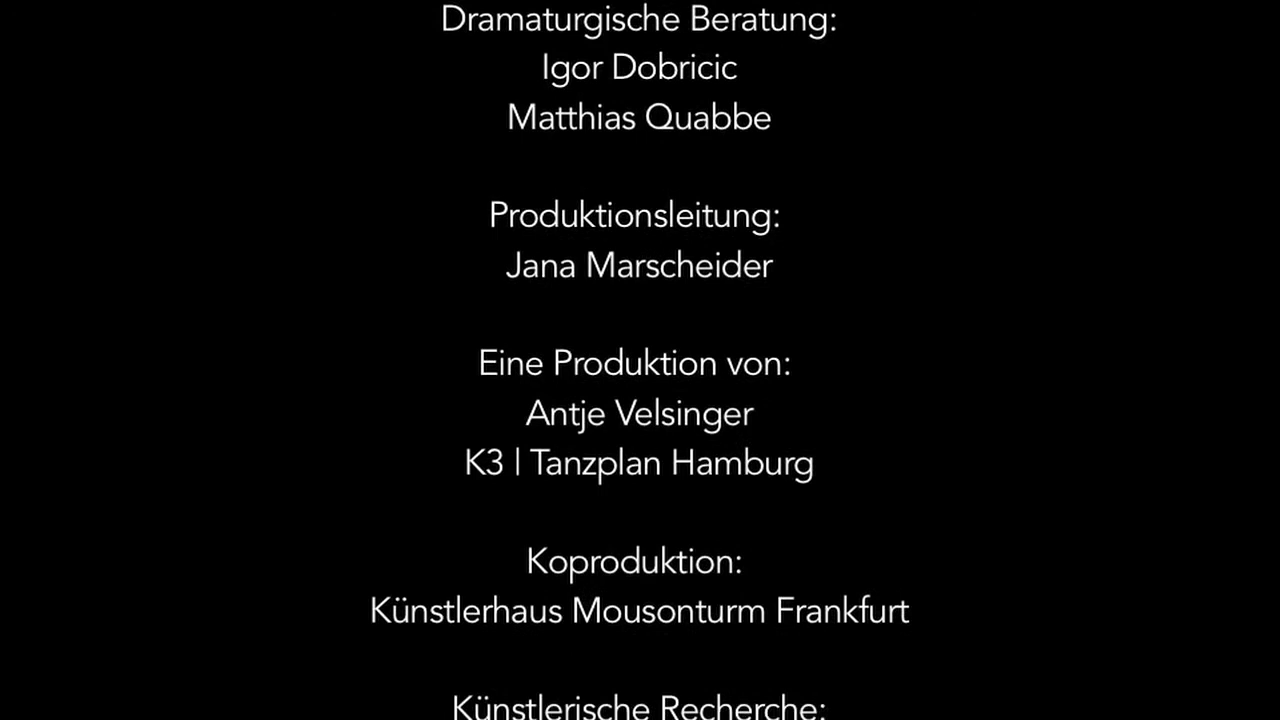 Dramaturgische Beratung:
Igor Dobricic
Matthias Quabbe
Produktionsleitung:
Jana Marscheider
Eine Produktion von:
Antje Velsinger
K3 | Tanzplan Hamburg
Koproduktion:
Künstlerhaus Mousonturm Frankfurt
Künstlerische Recherche: